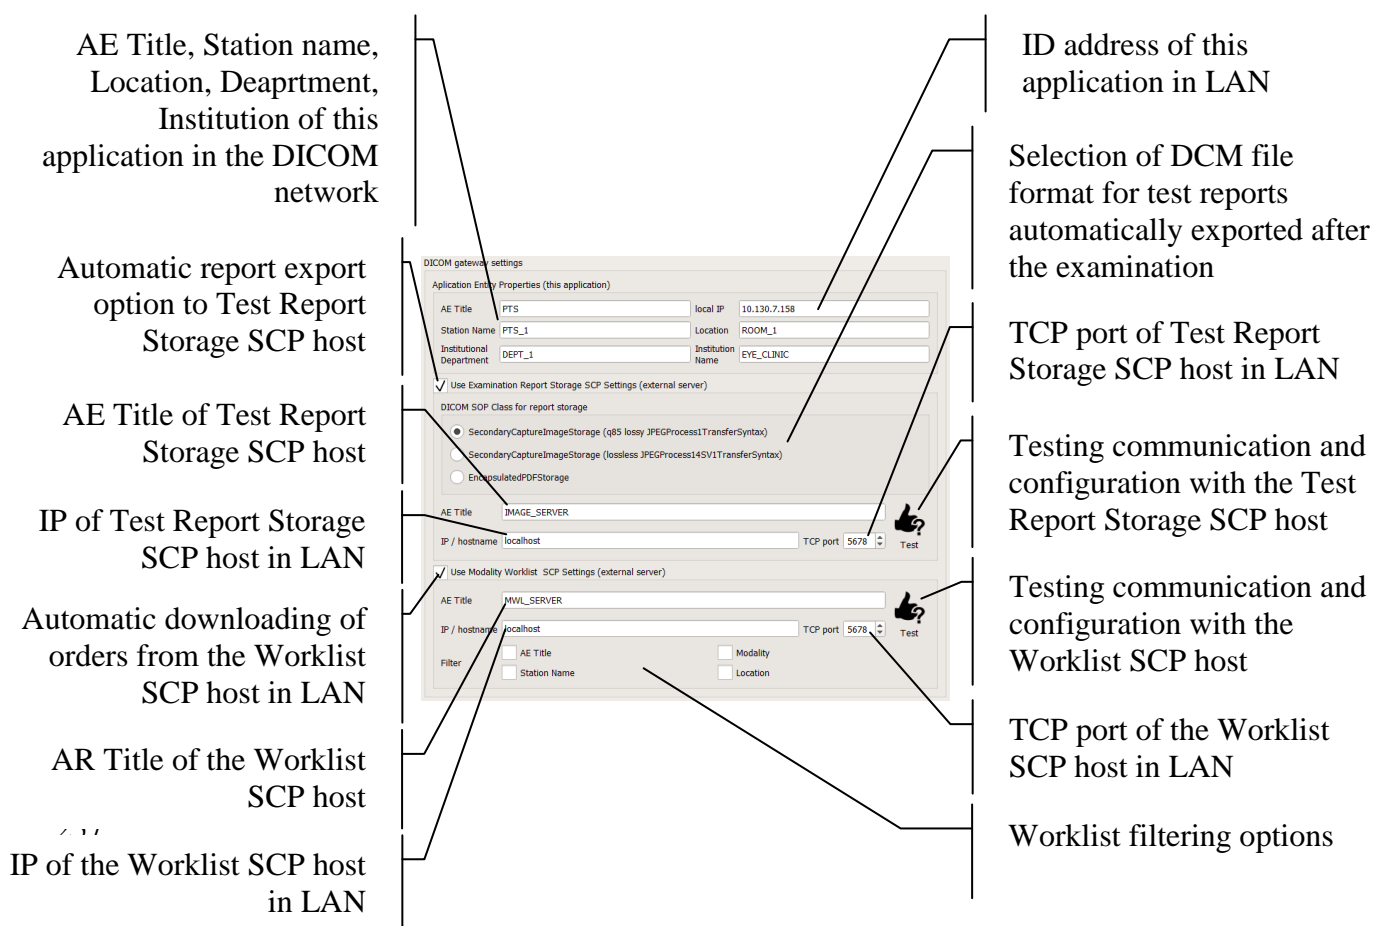 AE Title, Station name,
Location, Deaprtment,
Institution of this
application in the DICOM
network
Automatic report export
option to Test Report
Storage SCP host
AE Title of Test Report
Storage SCP host
IP of Test Report Storage
SCP host in LAN
Automatic downloading of
orders from the Worklist
SCP host in LAN
AR Title of the Worklist
SCP host
IP of the Worklist SCP host
in LAN
DICOM gateway settings
Aplication Entity Properties (this application)
AE Title PTS local IP 10.130.7.158
Station Name PTS_1 Location ROOM_1
Institutional
Department DEPT_1 Institution
Name EYE_CLINIC
Use Examination Report Storage SCP Settings (external server)
DICOM SOP Class for report storage
SecondaryCaptureImageStorage (q85 lossy JPEGProcess1TransferSyntax)
SecondaryCaptureImageStorage (lossless JPEGProcess14SV1TransferSyntax)
EncapsulatedPDFStorage
AE Title IMAGE_SERVER
IP / hostname localhost TCP port 5678 Test
Use Modality Worklist SCP Settings (external server)
AE Title MWL_SERVER
IP / hostname localhost TCP port 5678 Test
Filter AE Title Modality
Station Name Location
ID address of this
application in LAN
Selection of DCM file
format for test reports
automatically exported after
the examination
TCP port of Test Report
Storage SCP host in LAN
Testing communication and
configuration with the Test
Report Storage SCP host
Testing communication and
configuration with the
Worklist SCP host
TCP port of the Worklist
SCP host in LAN
Worklist filtering options